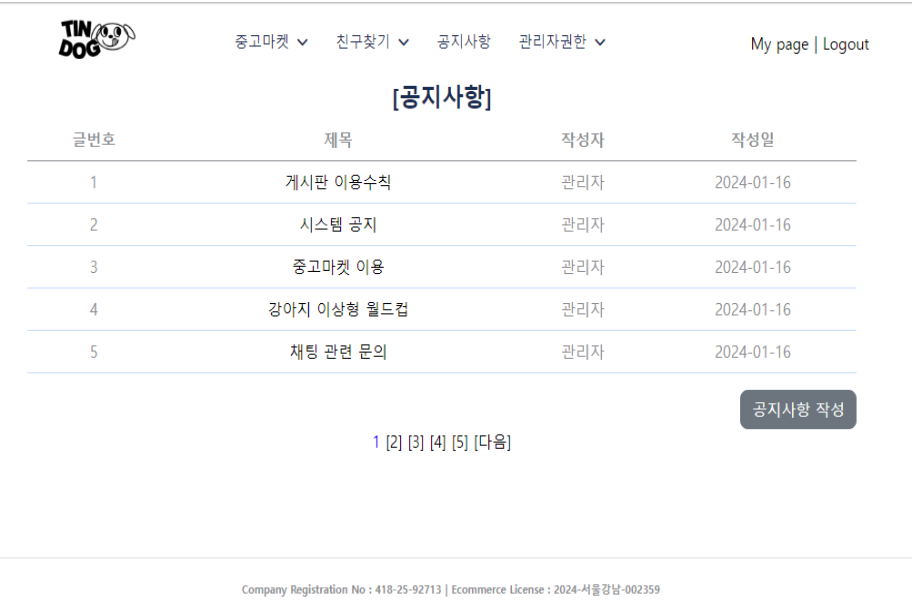 TIN
DOG
중고마켓 친구찾기 공지사항 관리자권한 My page | Logout
[공지사항]
글번호 제목 작성자 작성일
1 게시판 이용수칙 관리자 2024-01-16
2 시스템 공지 관리자 2024-01-16
3 중고마켓 이용 관리자 2024-01-16
4 강아지 이상형 월드컵 관리자 2024-01-16
5 채팅 관련 문의 관리자 2024-01-16
공지사항 작성
1 [2] [3] [4] [5] [다음]
Company Registration No : 418-25-92713 | Ecommerce License : 2024-서울강남-002359